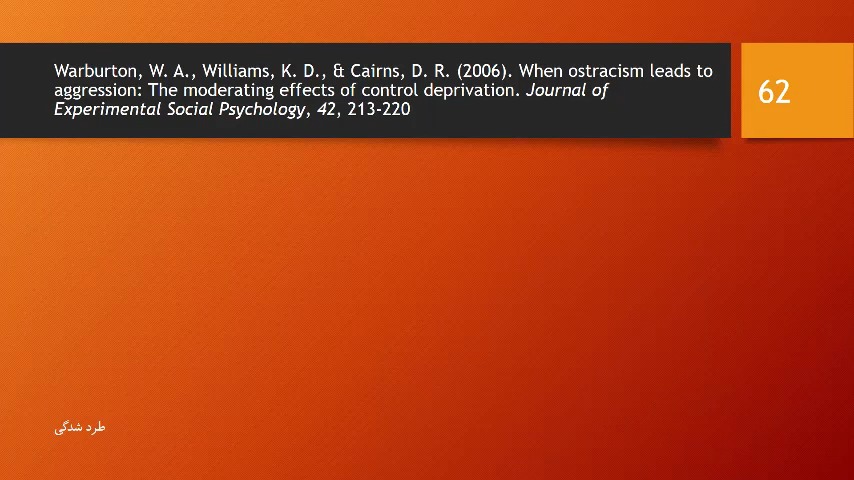 Warburton, W. A., Williams, K. D., & Cairns, D. R. (2006). When ostracism leads to
aggression: The moderating effects of control deprivation. Journal of
Experimental Social Psychology, 42, 213-220
62
طرد شدگی